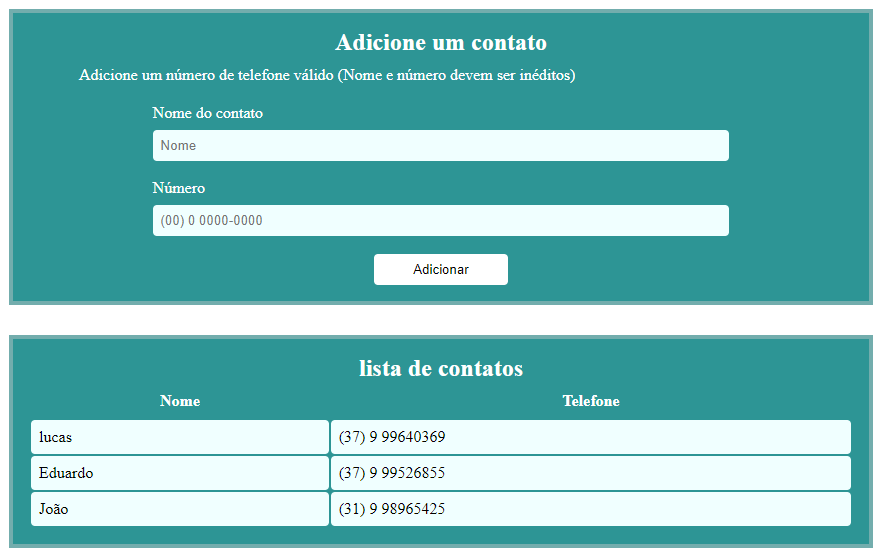 Adicione um contato
Adicione um número de telefone válido (Nome e número devem ser inéditos)
Nome do contato
Nome
Número
(00) 0 0000-0000
Adicionar
lista de contatos
Nome Telefone
lucas (37) 9 99640369
Eduardo (37) 9 99526855
João (31) 9 98965425